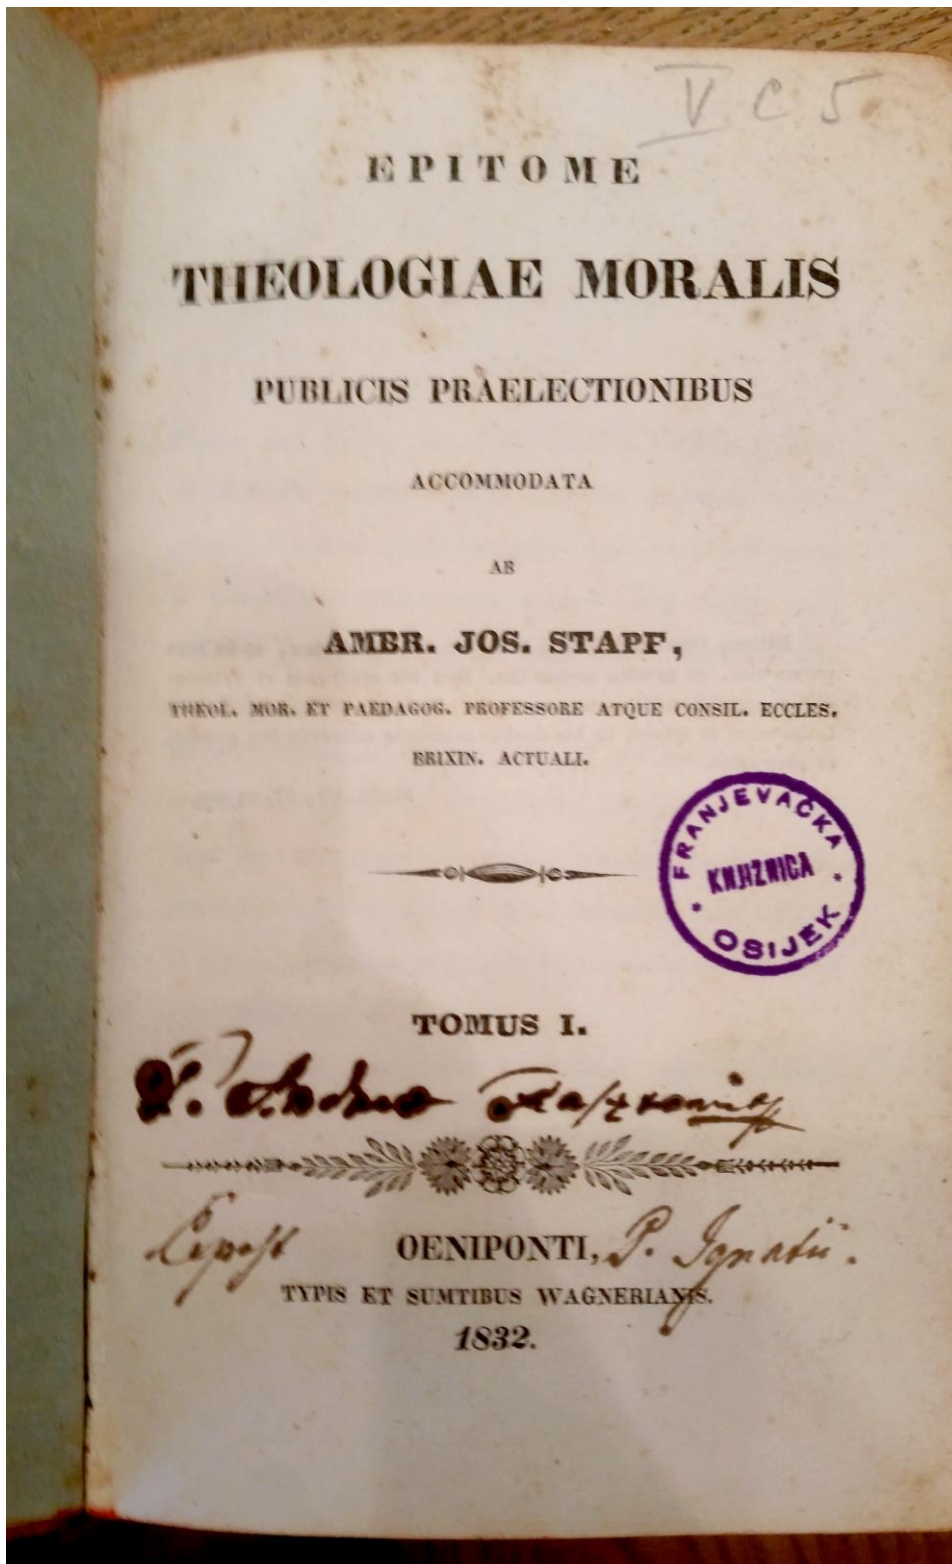 V C 5
EPITOME
THEOLOGIAE MORALIS
PUBLICIS PRAELECTIONIBUS
ACCOMMODATA
AB
AMBR. JOS. STAPF,
THEOL. MOR. ET PAEDAGOG. PROFESSORE ATQUE CONSIL. ECCLES.
BRIXIN. ACTUALI.
FRANJEVAČKA
KNJIŽNICA
OSIJEK
TOMUS I.
OENIPONTI, P. Ignatii.
TYPIS ET SUMTIBUS WAGNERIANIS.
1832.